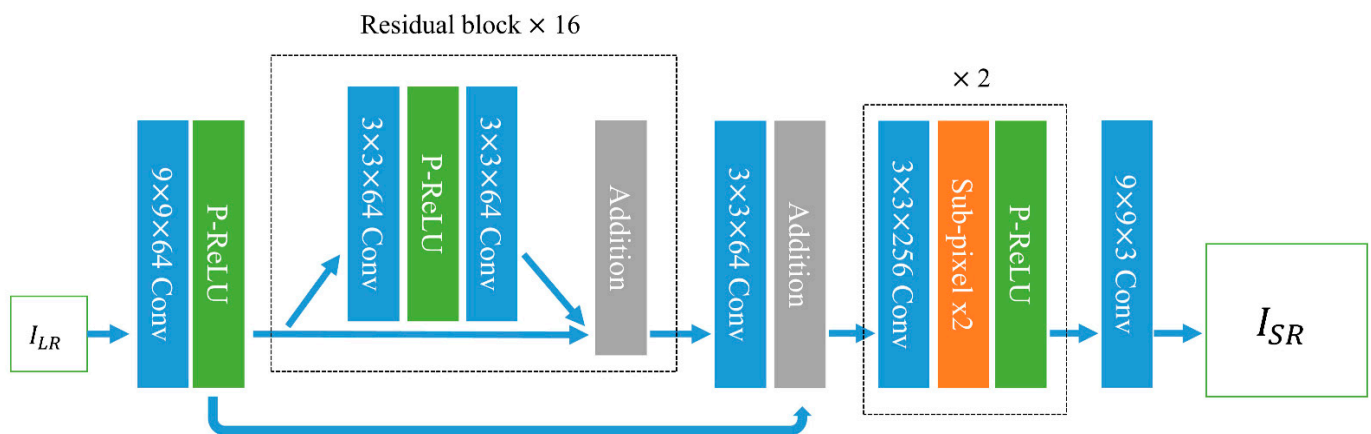 Residual block × 16
× 2
I_LR
9×9×64 Conv
P-ReLU
3×3×64 Conv
P-ReLU
3×3×64 Conv
Addition
3×3×64 Conv
Addition
3×3×256 Conv
Sub-pixel x2
P-ReLU
9×9×3 Conv
I_SR